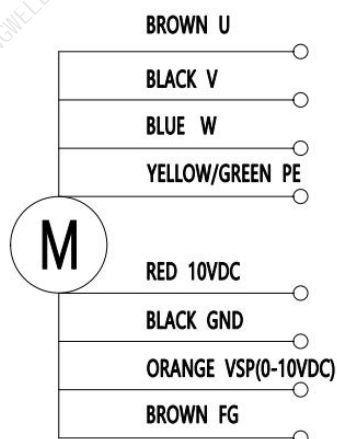 BROWN U
BLACK V
BLUE W
YELLOW/GREEN PE
M
RED 10VDC
BLACK GND
ORANGE VSP(0-10VDC)
BROWN FG